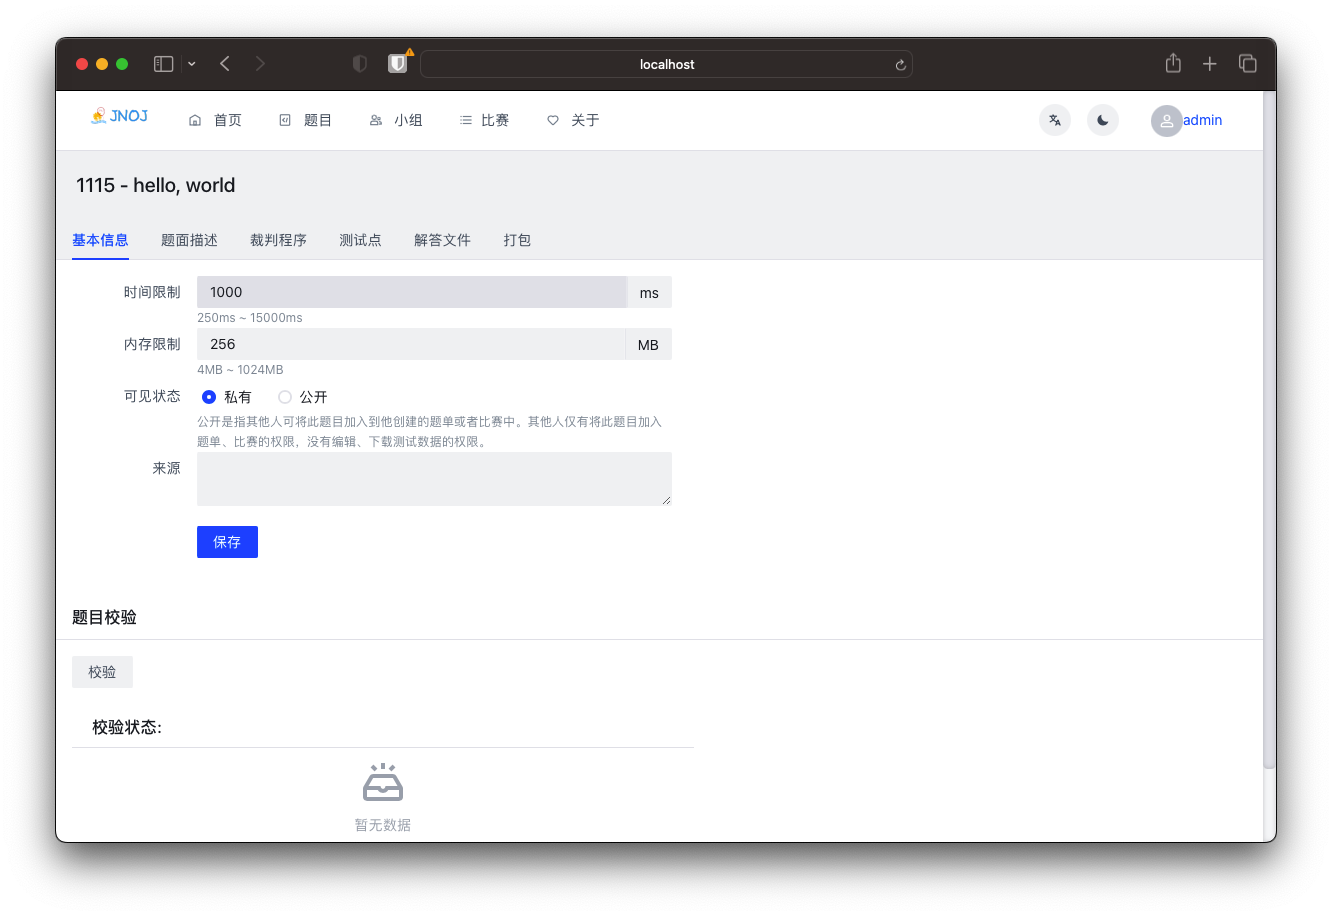 localhost
JNOJ 首页 题目 小组 比赛 关于 admin
1115 - hello, world
基本信息 题面描述 裁判程序 测试点 解答文件 打包
时间限制 1000 ms
250ms ~ 15000ms
内存限制 256 MB
4MB ~ 1024MB
可见状态 私有 公开
公开是指其他人可将此题目加入到他创建的题单或者比赛中。其他人仅有将此题目加入
题单、比赛的权限，没有编辑、下载测试数据的权限。
来源
保存
题目校验
校验
校验状态:
暂无数据